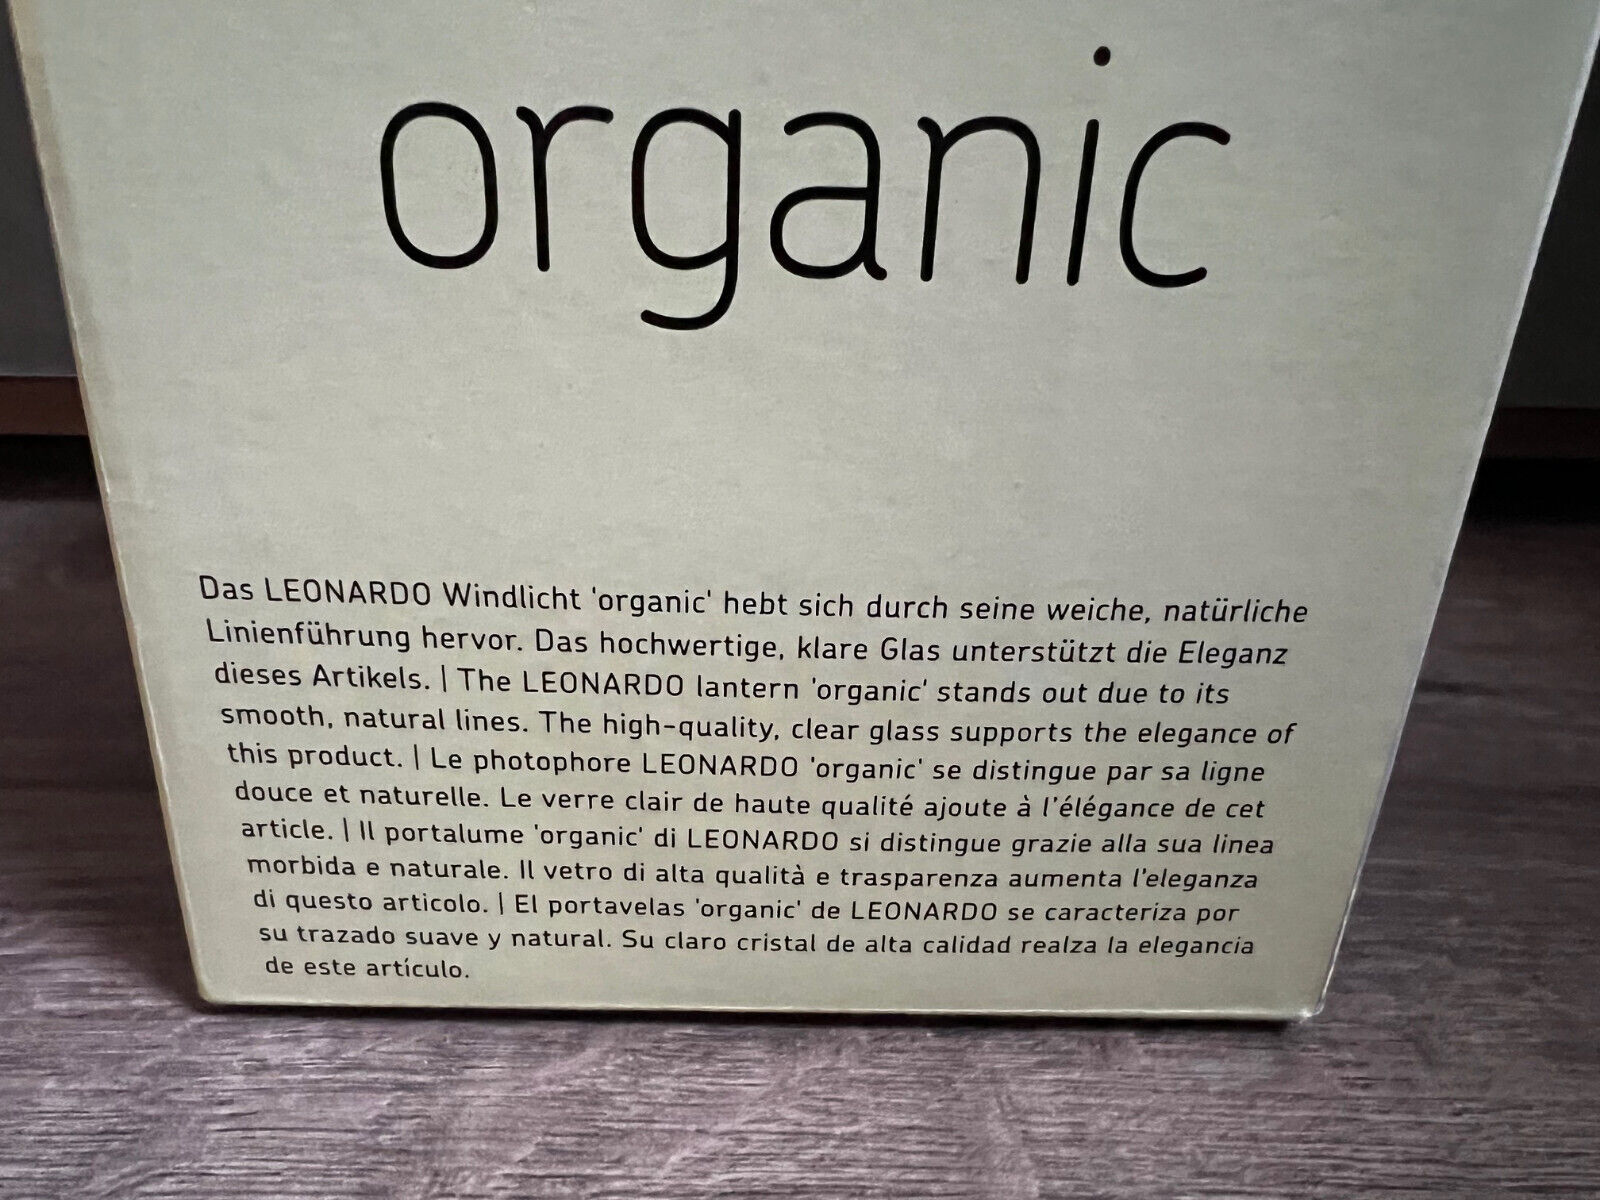 organic
Das LEONARDO Windlicht 'organic' hebt sich durch seine weiche, natürliche
Linienführung hervor. Das hochwertige, klare Glas unterstützt die Eleganz
dieses Artikels. | The LEONARDO lantern 'organic' stands out due to its
smooth, natural lines. The high-quality, clear glass supports the elegance of
this product. | Le photophore LEONARDO 'organic' se distingue par sa ligne
douce et naturelle. Le verre clair de haute qualité ajoute à l'élégance de cet
article. | Il portalume 'organic' di LEONARDO si distingue grazie alla sua linea
morbida e naturale. Il vetro di alta qualità e trasparenza aumenta l'eleganza
di questo articolo. | El portavelas 'organic' de LEONARDO se caracteriza por
su trazado suave y natural. Su claro cristal de alta calidad realza la elegancia
de este artículo.